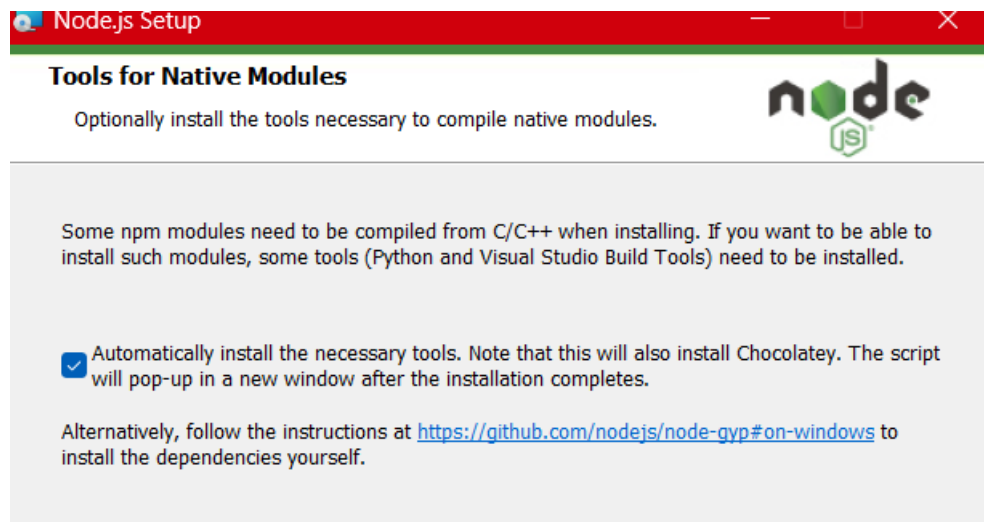 Node.js Setup
Tools for Native Modules
Optionally install the tools necessary to compile native modules.
node
JS
Some npm modules need to be compiled from C/C++ when installing. If you want to be able to
install such modules, some tools (Python and Visual Studio Build Tools) need to be installed.
Automatically install the necessary tools. Note that this will also install Chocolatey. The script
will pop-up in a new window after the installation completes.
Alternatively, follow the instructions at https://github.com/nodejs/node-gyp#on-windows to
install the dependencies yourself.